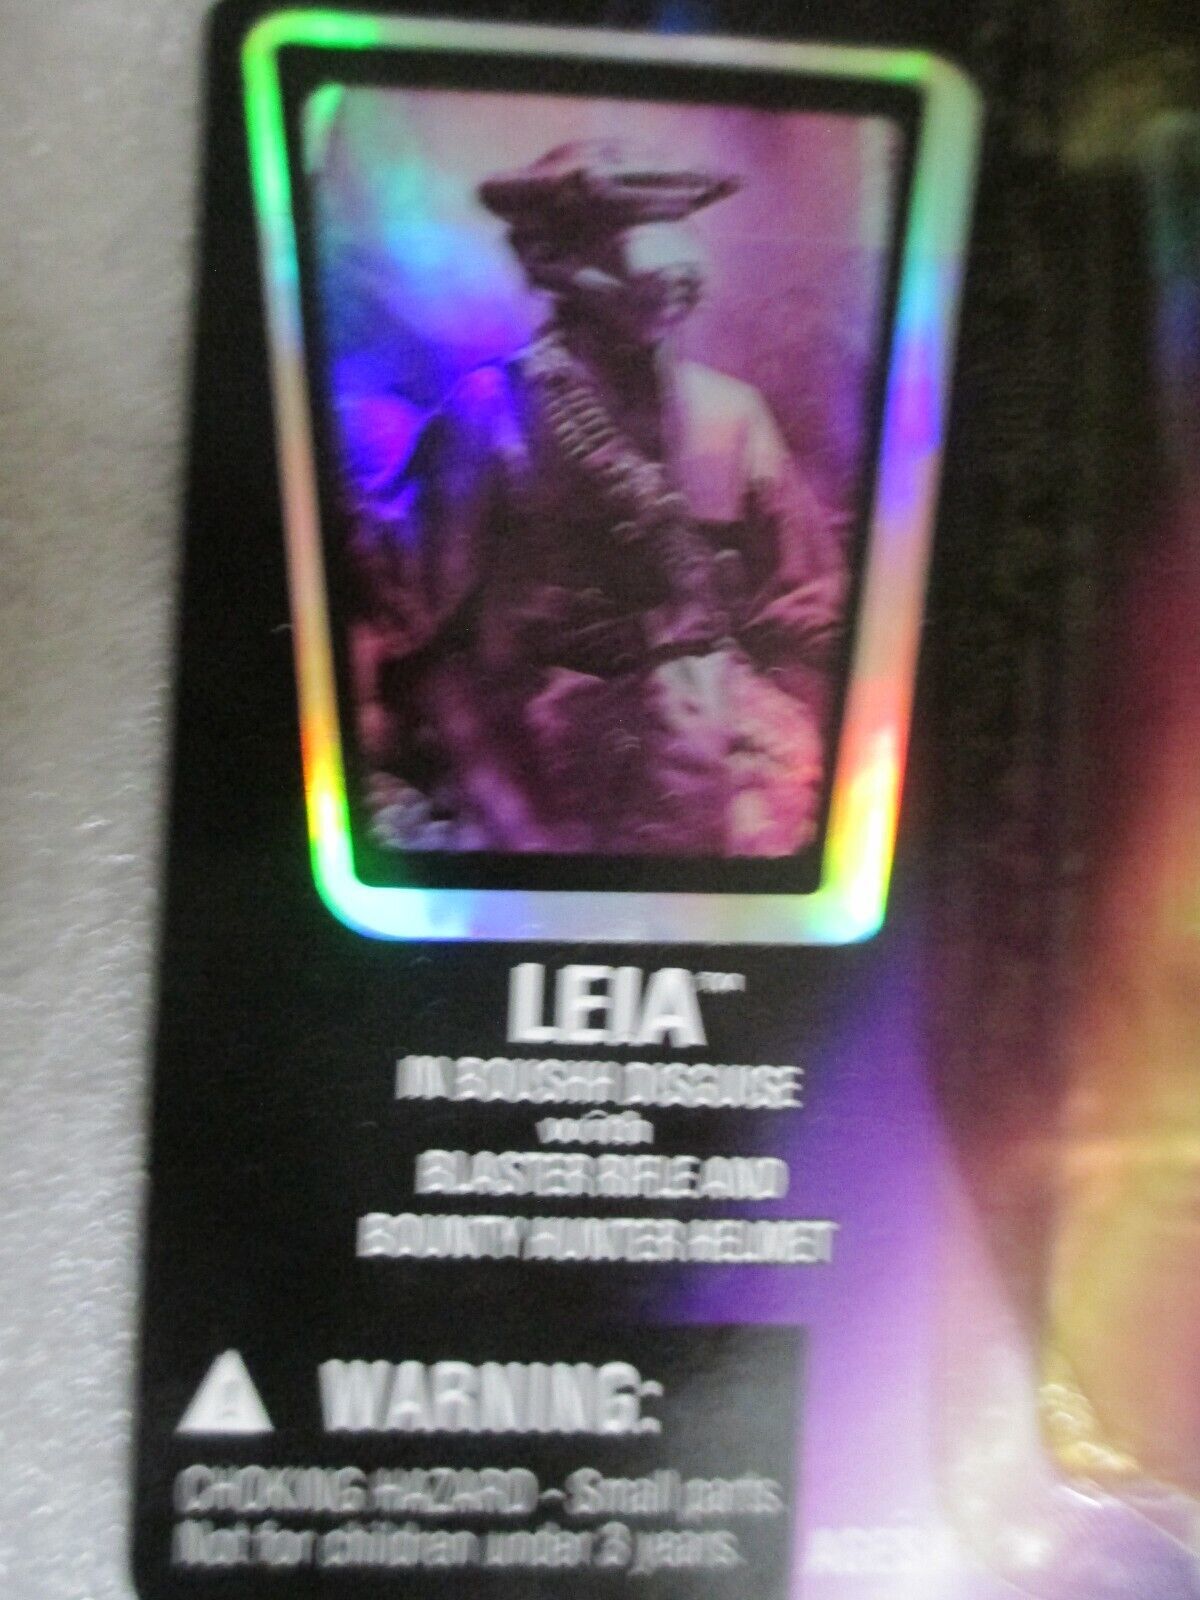 LEIA™
IN BOUSHH DISGUISE
with
BLASTER RIFLE AND
BOUNTY HUNTER HELMET
WARNING:
CHOKING HAZARD - Small parts.
Not for children under 3 years.